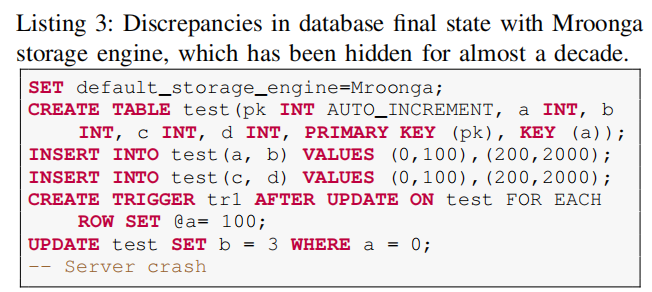 Listing 3: Discrepancies in database final state with Mroonga
storage engine, which has been hidden for almost a decade.
SET default_storage_engine=Mroonga;
CREATE TABLE test(pk INT AUTO_INCREMENT, a INT, b
INT, c INT, d INT, PRIMARY KEY (pk), KEY (a));
INSERT INTO test(a, b) VALUES (0,100),(200,2000);
INSERT INTO test(c, d) VALUES (0,100),(200,2000);
CREATE TRIGGER tr1 AFTER UPDATE ON test FOR EACH
ROW SET @a= 100;
UPDATE test SET b = 3 WHERE a = 0;
-- Server crash